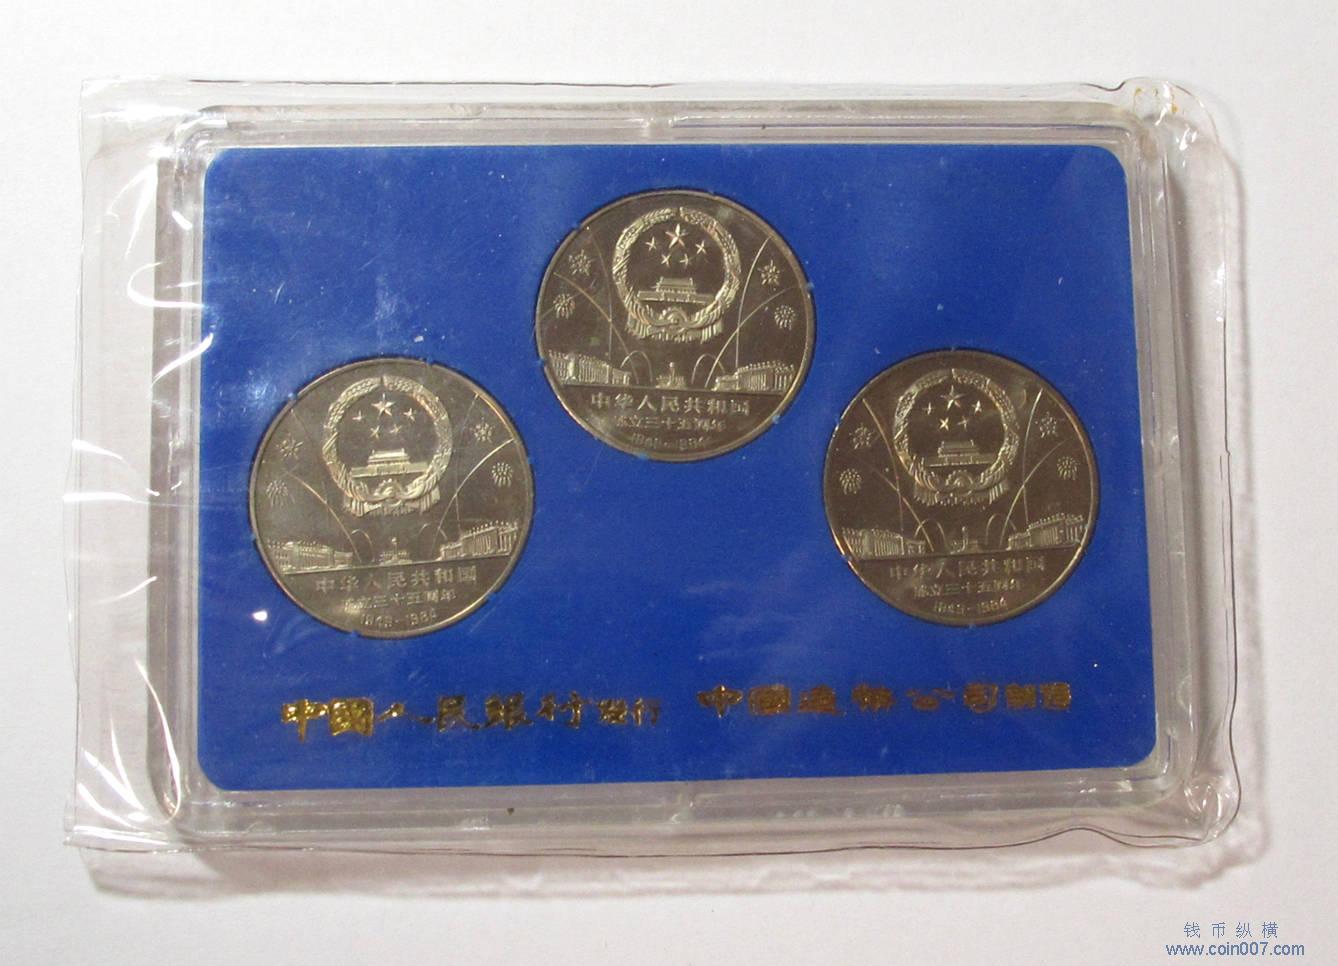 中华人民共和国
成立三十五周年
1949-1984
中华人民共和国
成立三十五周年
1949-1984
中华人民共和国
成立三十五周年
1949-1984
中國人民銀行發行 中國造幣公司制造
钱币纵横
www.coin007.com